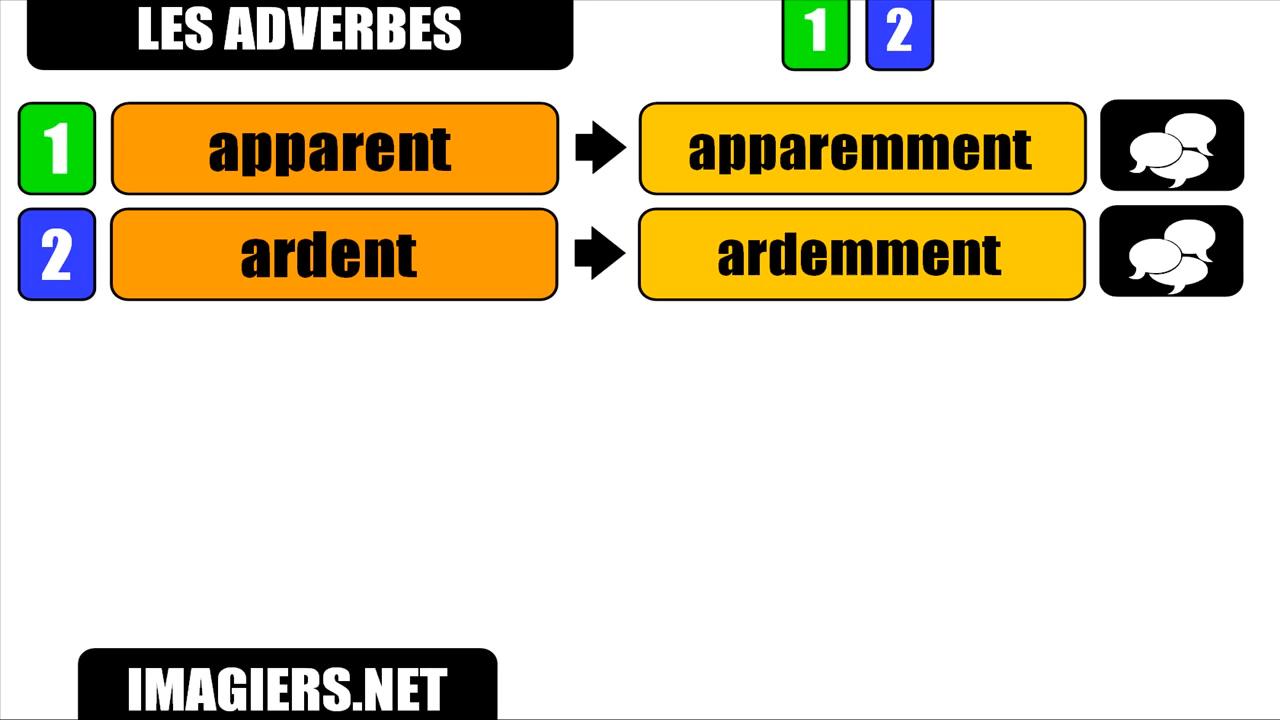 LES ADVERBES
1 2
1 apparent apparemment
2 ardent ardemment
IMAGIERS.NET